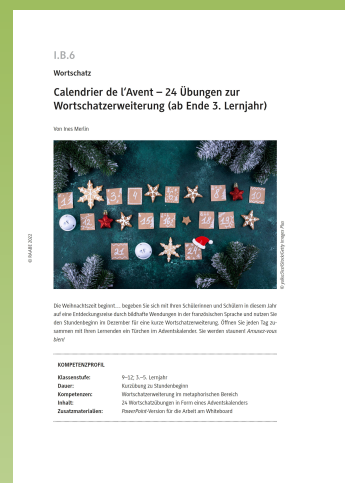 I.B.6
Wortschatz
Calendrier de l'Avent – 24 Übungen zur
Wortschatzerweiterung (ab Ende 3. Lernjahr)
Von Ines Merlin
© RAABE 2022
Die Weihnachtszeit beginnt… begeben Sie sich mit Ihren Schülerinnen und Schülern in diesem Jahr
auf eine Entdeckungsreise durch bildhafte Wendungen in der französischen Sprache und nutzen Sie
den Stundenbeginn im Dezember für eine kurze Wortschatzerweiterung. Öffnen Sie jeden Tag zu-
sammen mit Ihren Lernenden ein Türchen im Adventskalender. Sie werden staunen! Amusez-vous
bien!
KOMPETENZPROFIL
Klassenstufe: 9–12; 3.–5. Lernjahr
Dauer: Kurzübung zu Stundenbeginn
Kompetenzen: Wortschatzerweiterung im metaphorischen Bereich
Inhalt: 24 Wortschatzübungen in Form eines Adventskalenders
Zusatzmaterialien: PowerPoint-Version für die Arbeit am Whiteboard